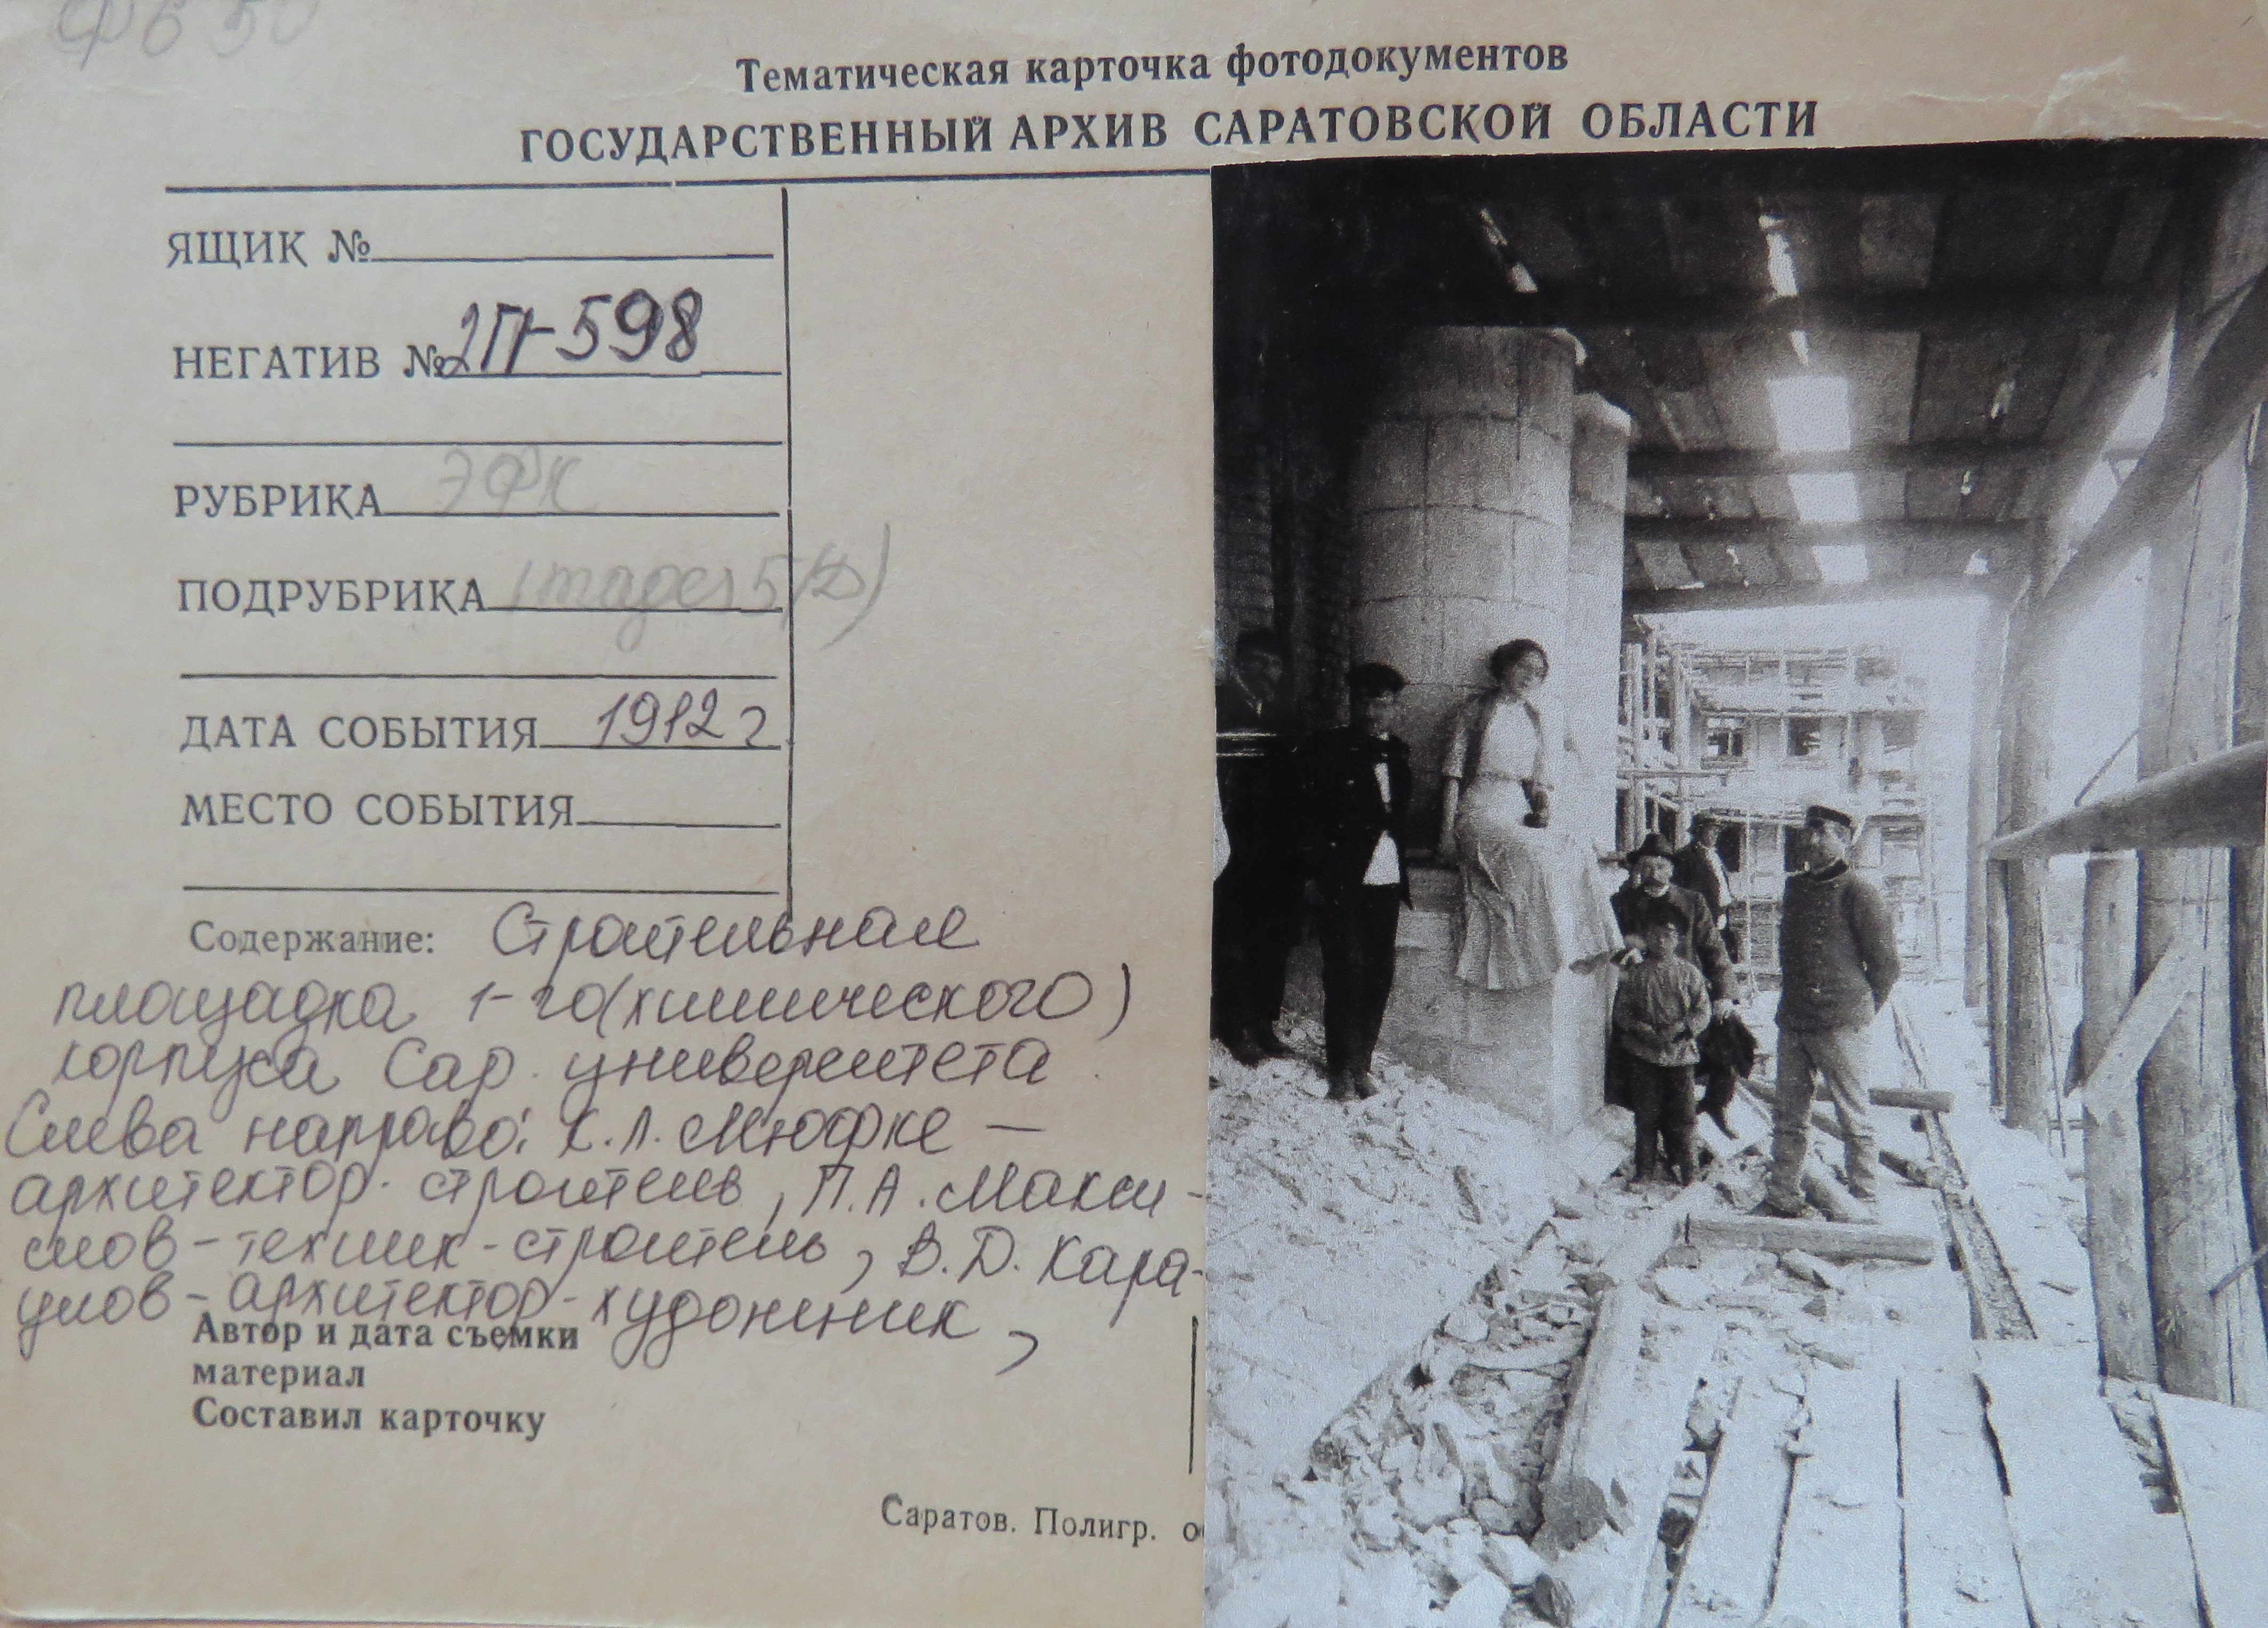 Тематическая карточка фотодокументов
ГОСУДАРСТВЕННЫЙ АРХИВ САРАТОВСКОЙ ОБЛАСТИ
ЯЩИК №
НЕГАТИВ № 2П-598
РУБРИКА ЭФК
ПОДРУБРИКА
ДАТА СОБЫТИЯ 1912 г
МЕСТО СОБЫТИЯ
Содержание: Строительная
площадка 1-го (химического)
корпуса Сар. университета.
Слева направо: К.Л. Мюфке —
архитектор-строитель, П.А. Макси-
мов - техник-строитель, В.Д. Кара-
улов - архитектор-художник,
Автор и дата съемки
материал
Составил карточку
Саратов. Полигр.